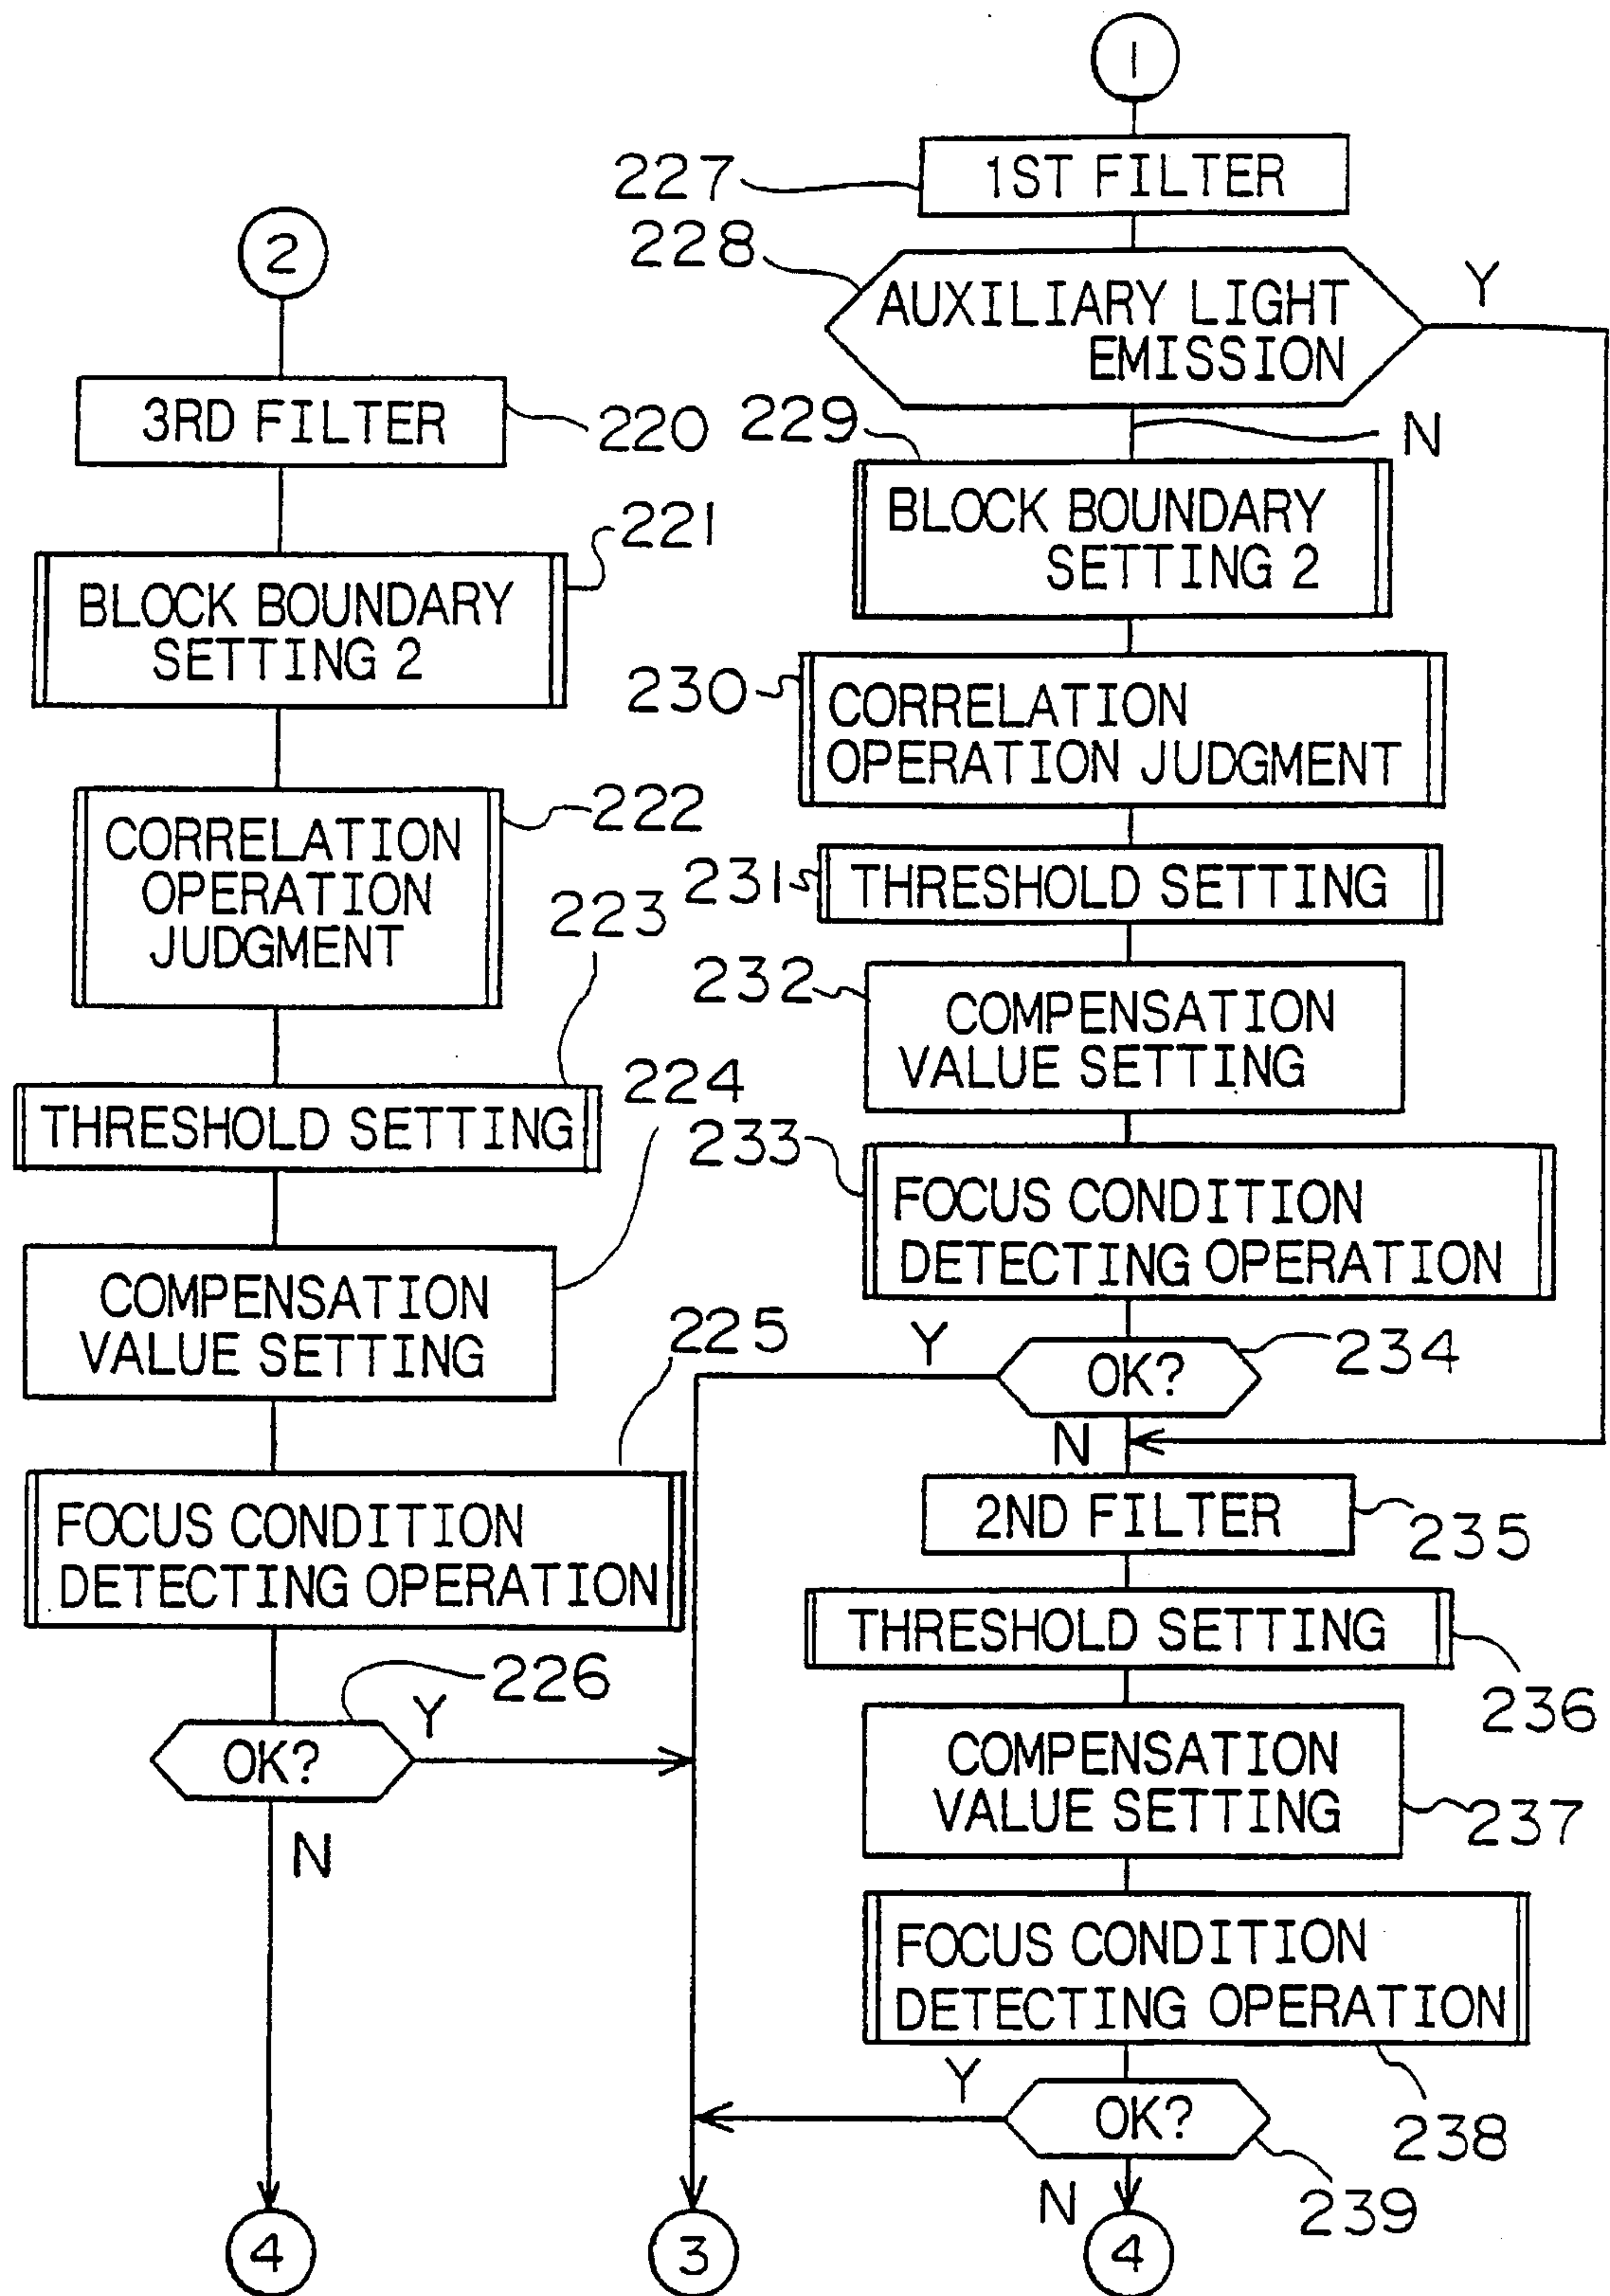 2
3RD FILTER
220
BLOCK BOUNDARY
SETTING 2
221
CORRELATION
OPERATION
JUDGMENT
222
223
THRESHOLD SETTING
224
COMPENSATION
VALUE SETTING
225
FOCUS CONDITION
DETECTING OPERATION
226
OK?
Y
N
4
3
1
227
1ST FILTER
228
AUXILIARY LIGHT
EMISSION
Y
N
229
BLOCK BOUNDARY
SETTING 2
230
CORRELATION
OPERATION JUDGMENT
231
THRESHOLD SETTING
232
COMPENSATION
VALUE SETTING
233
FOCUS CONDITION
DETECTING OPERATION
Y
OK?
234
N
2ND FILTER
235
THRESHOLD SETTING
236
COMPENSATION
VALUE SETTING
237
FOCUS CONDITION
DETECTING OPERATION
238
Y
OK?
239
N
4